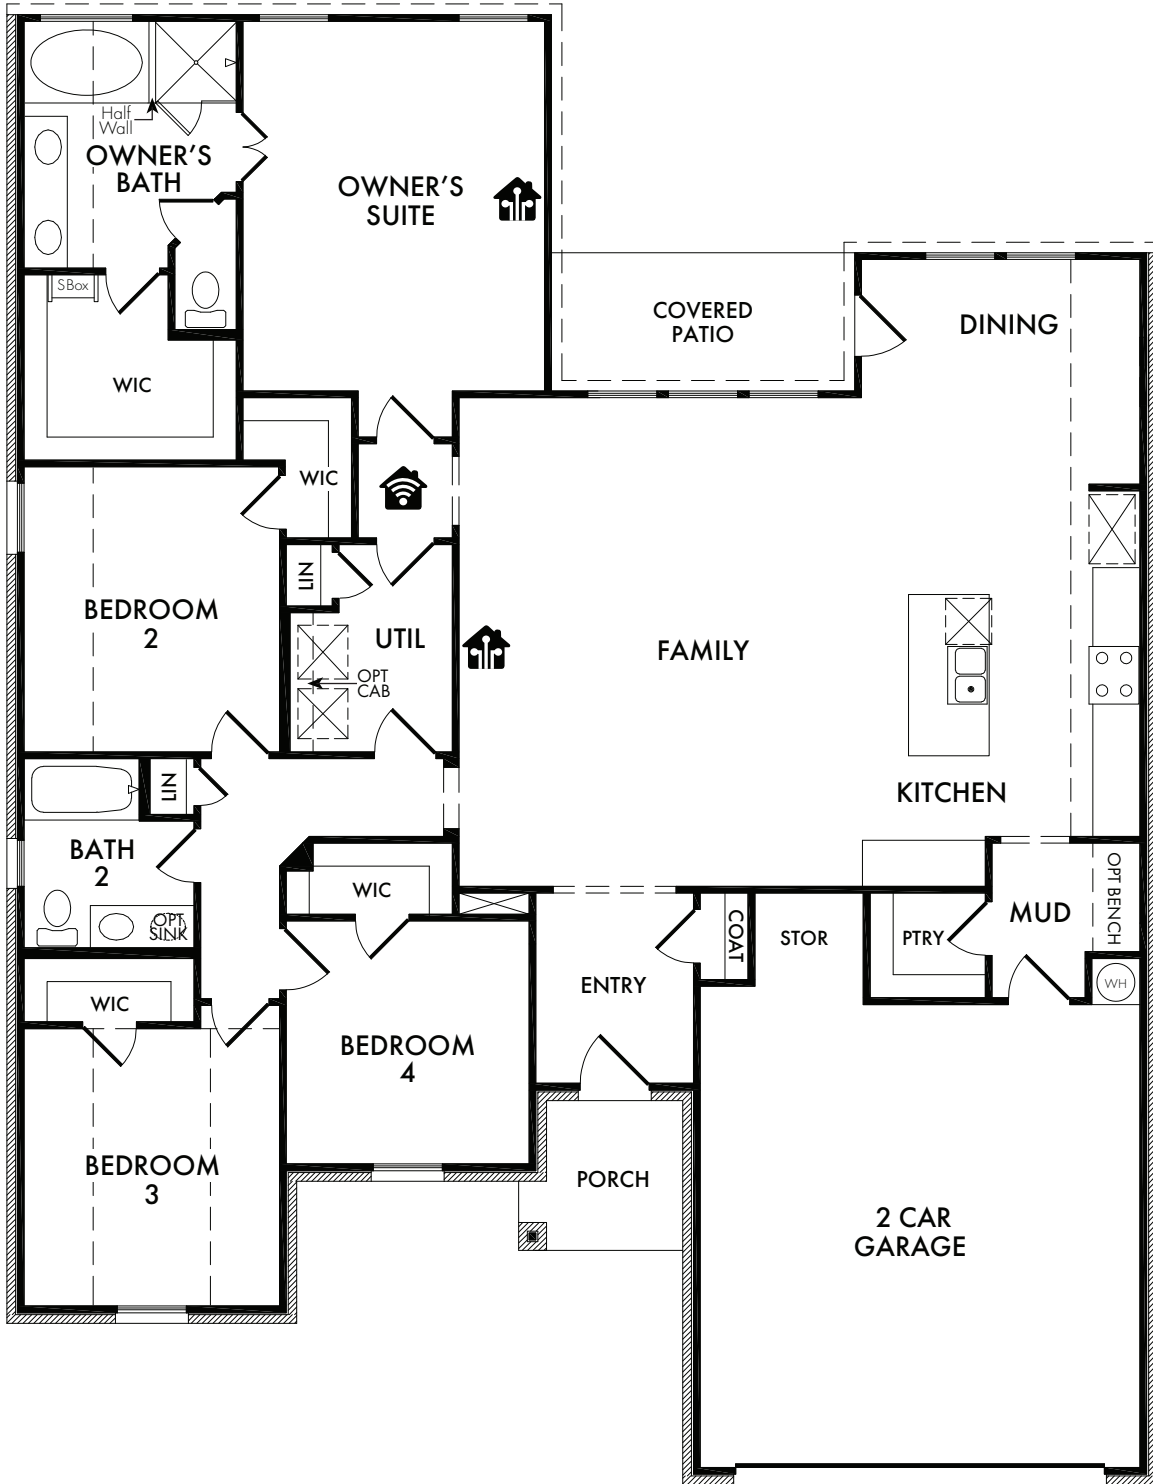 Half
Wall
OWNER'S
BATH
OWNER'S
SUITE
SBox
COVERED
PATIO
DINING
WIC
WIC
LIN
BEDROOM
2
UTIL
OPT
CAB
FAMILY
KITCHEN
LIN
BATH
2
OPT
SINK
WIC
WIC
COAT
STOR
PTRY
MUD
OPT BENCH
WH
ENTRY
BEDROOM
4
BEDROOM
3
PORCH
2 CAR
GARAGE